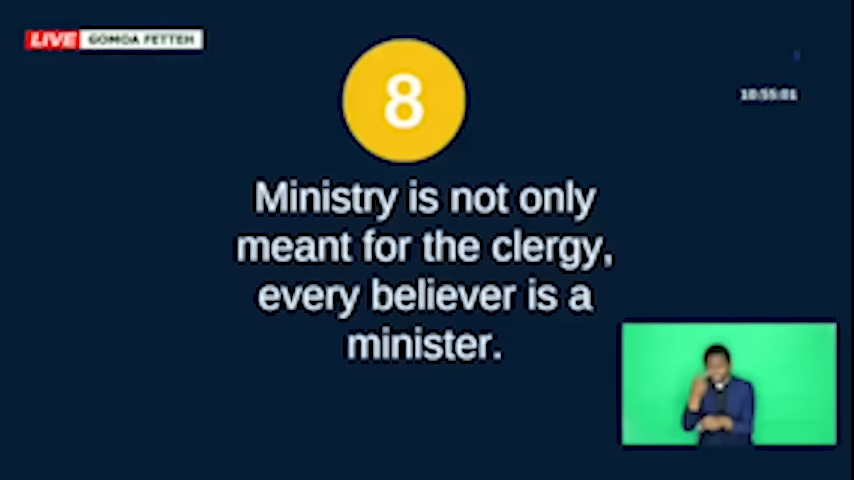 LIVE GOMOA FETTEH
8
10:55:01
Ministry is not only
meant for the clergy,
every believer is a
minister.